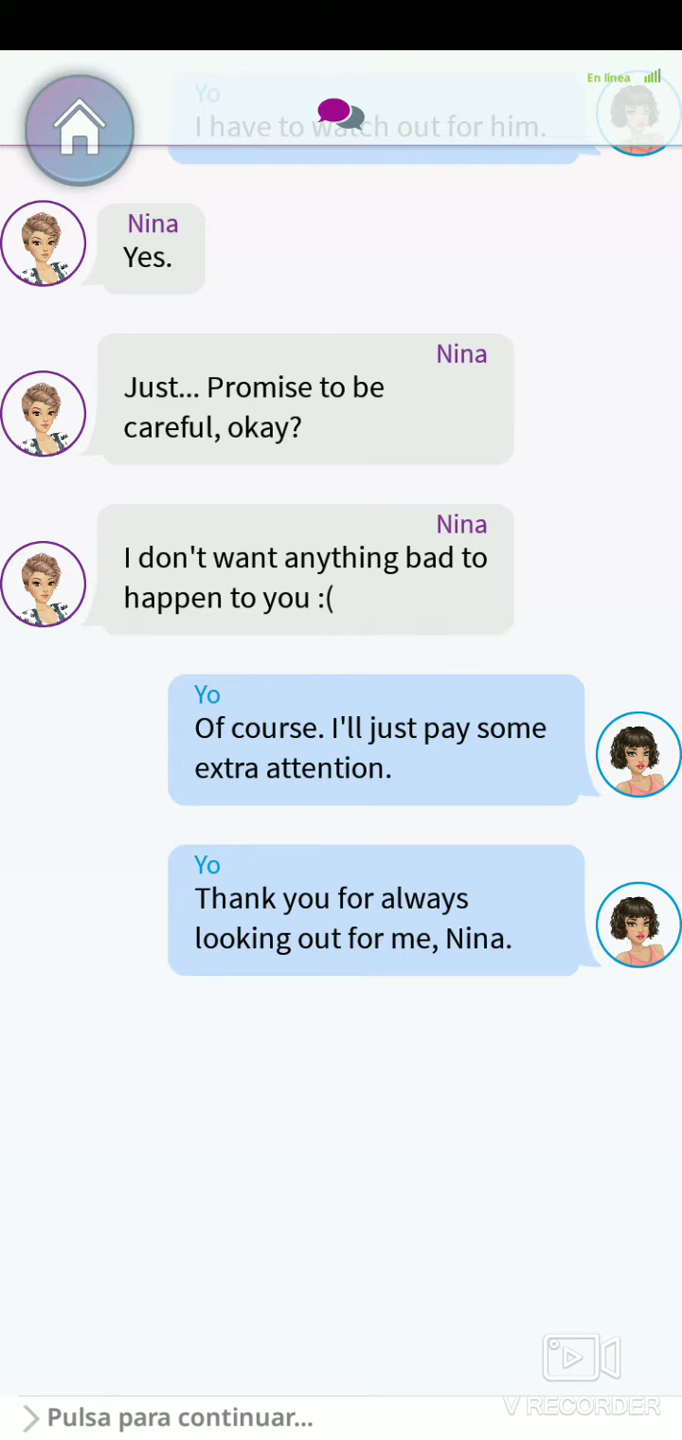 En línea
Yo
I have to watch out for him.
Nina
Yes.
Nina
Just... Promise to be
careful, okay?
Nina
I don't want anything bad to
happen to you :(
Yo
Of course. I'll just pay some
extra attention.
Yo
Thank you for always
looking out for me, Nina.
V RECORDER
Pulsa para continuar...